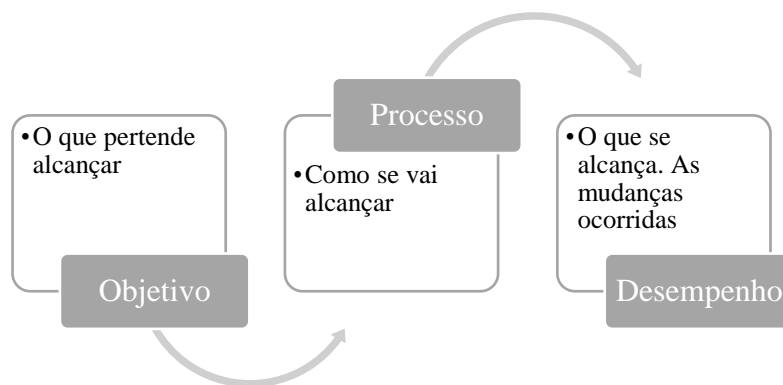 •O que pertende
alcançar
Objetivo
Processo
•Como se vai
alcançar
•O que se
alcança. As
mudanças
ocorridas
Desempenho